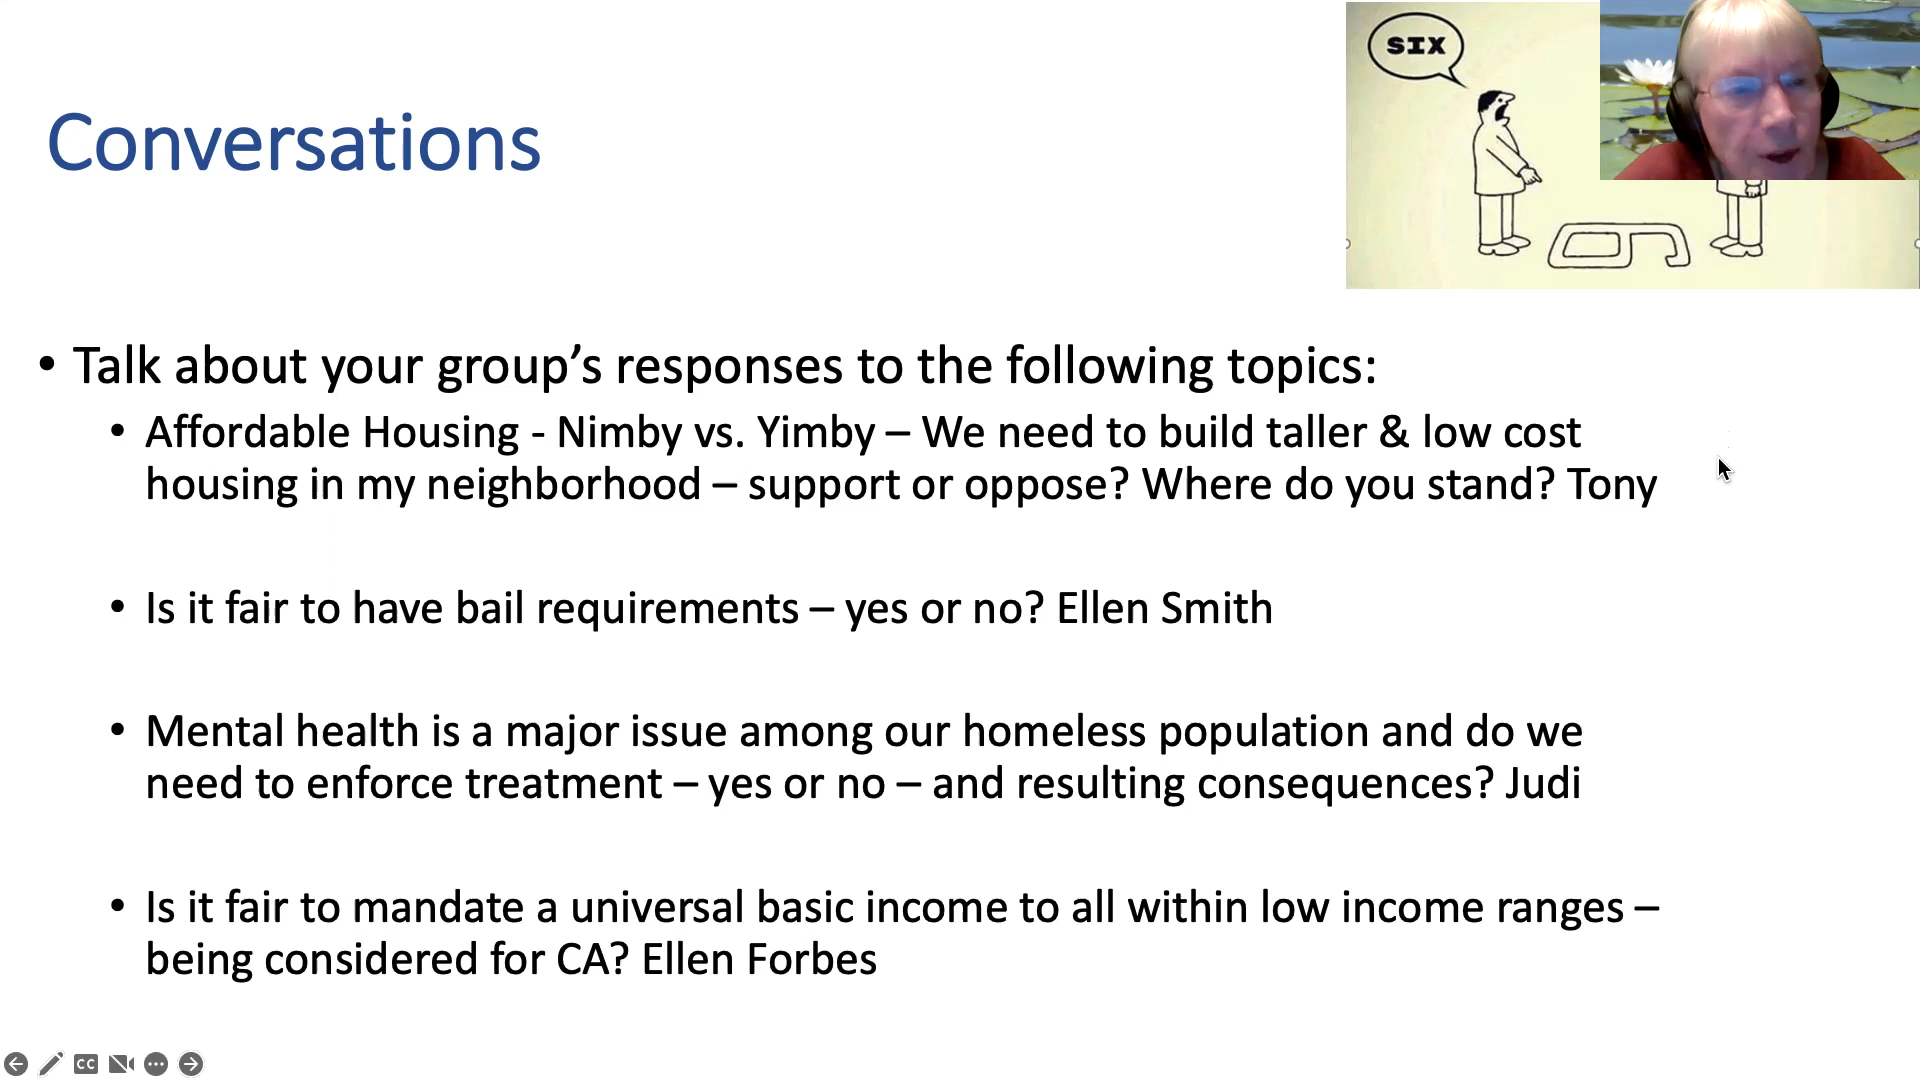 SIX
Conversations
• Talk about your group’s responses to the following topics:
• Affordable Housing - Nimby vs. Yimby – We need to build taller & low cost
housing in my neighborhood – support or oppose? Where do you stand? Tony
• Is it fair to have bail requirements – yes or no? Ellen Smith
• Mental health is a major issue among our homeless population and do we
need to enforce treatment – yes or no – and resulting consequences? Judi
• Is it fair to mandate a universal basic income to all within low income ranges –
being considered for CA? Ellen Forbes
CC